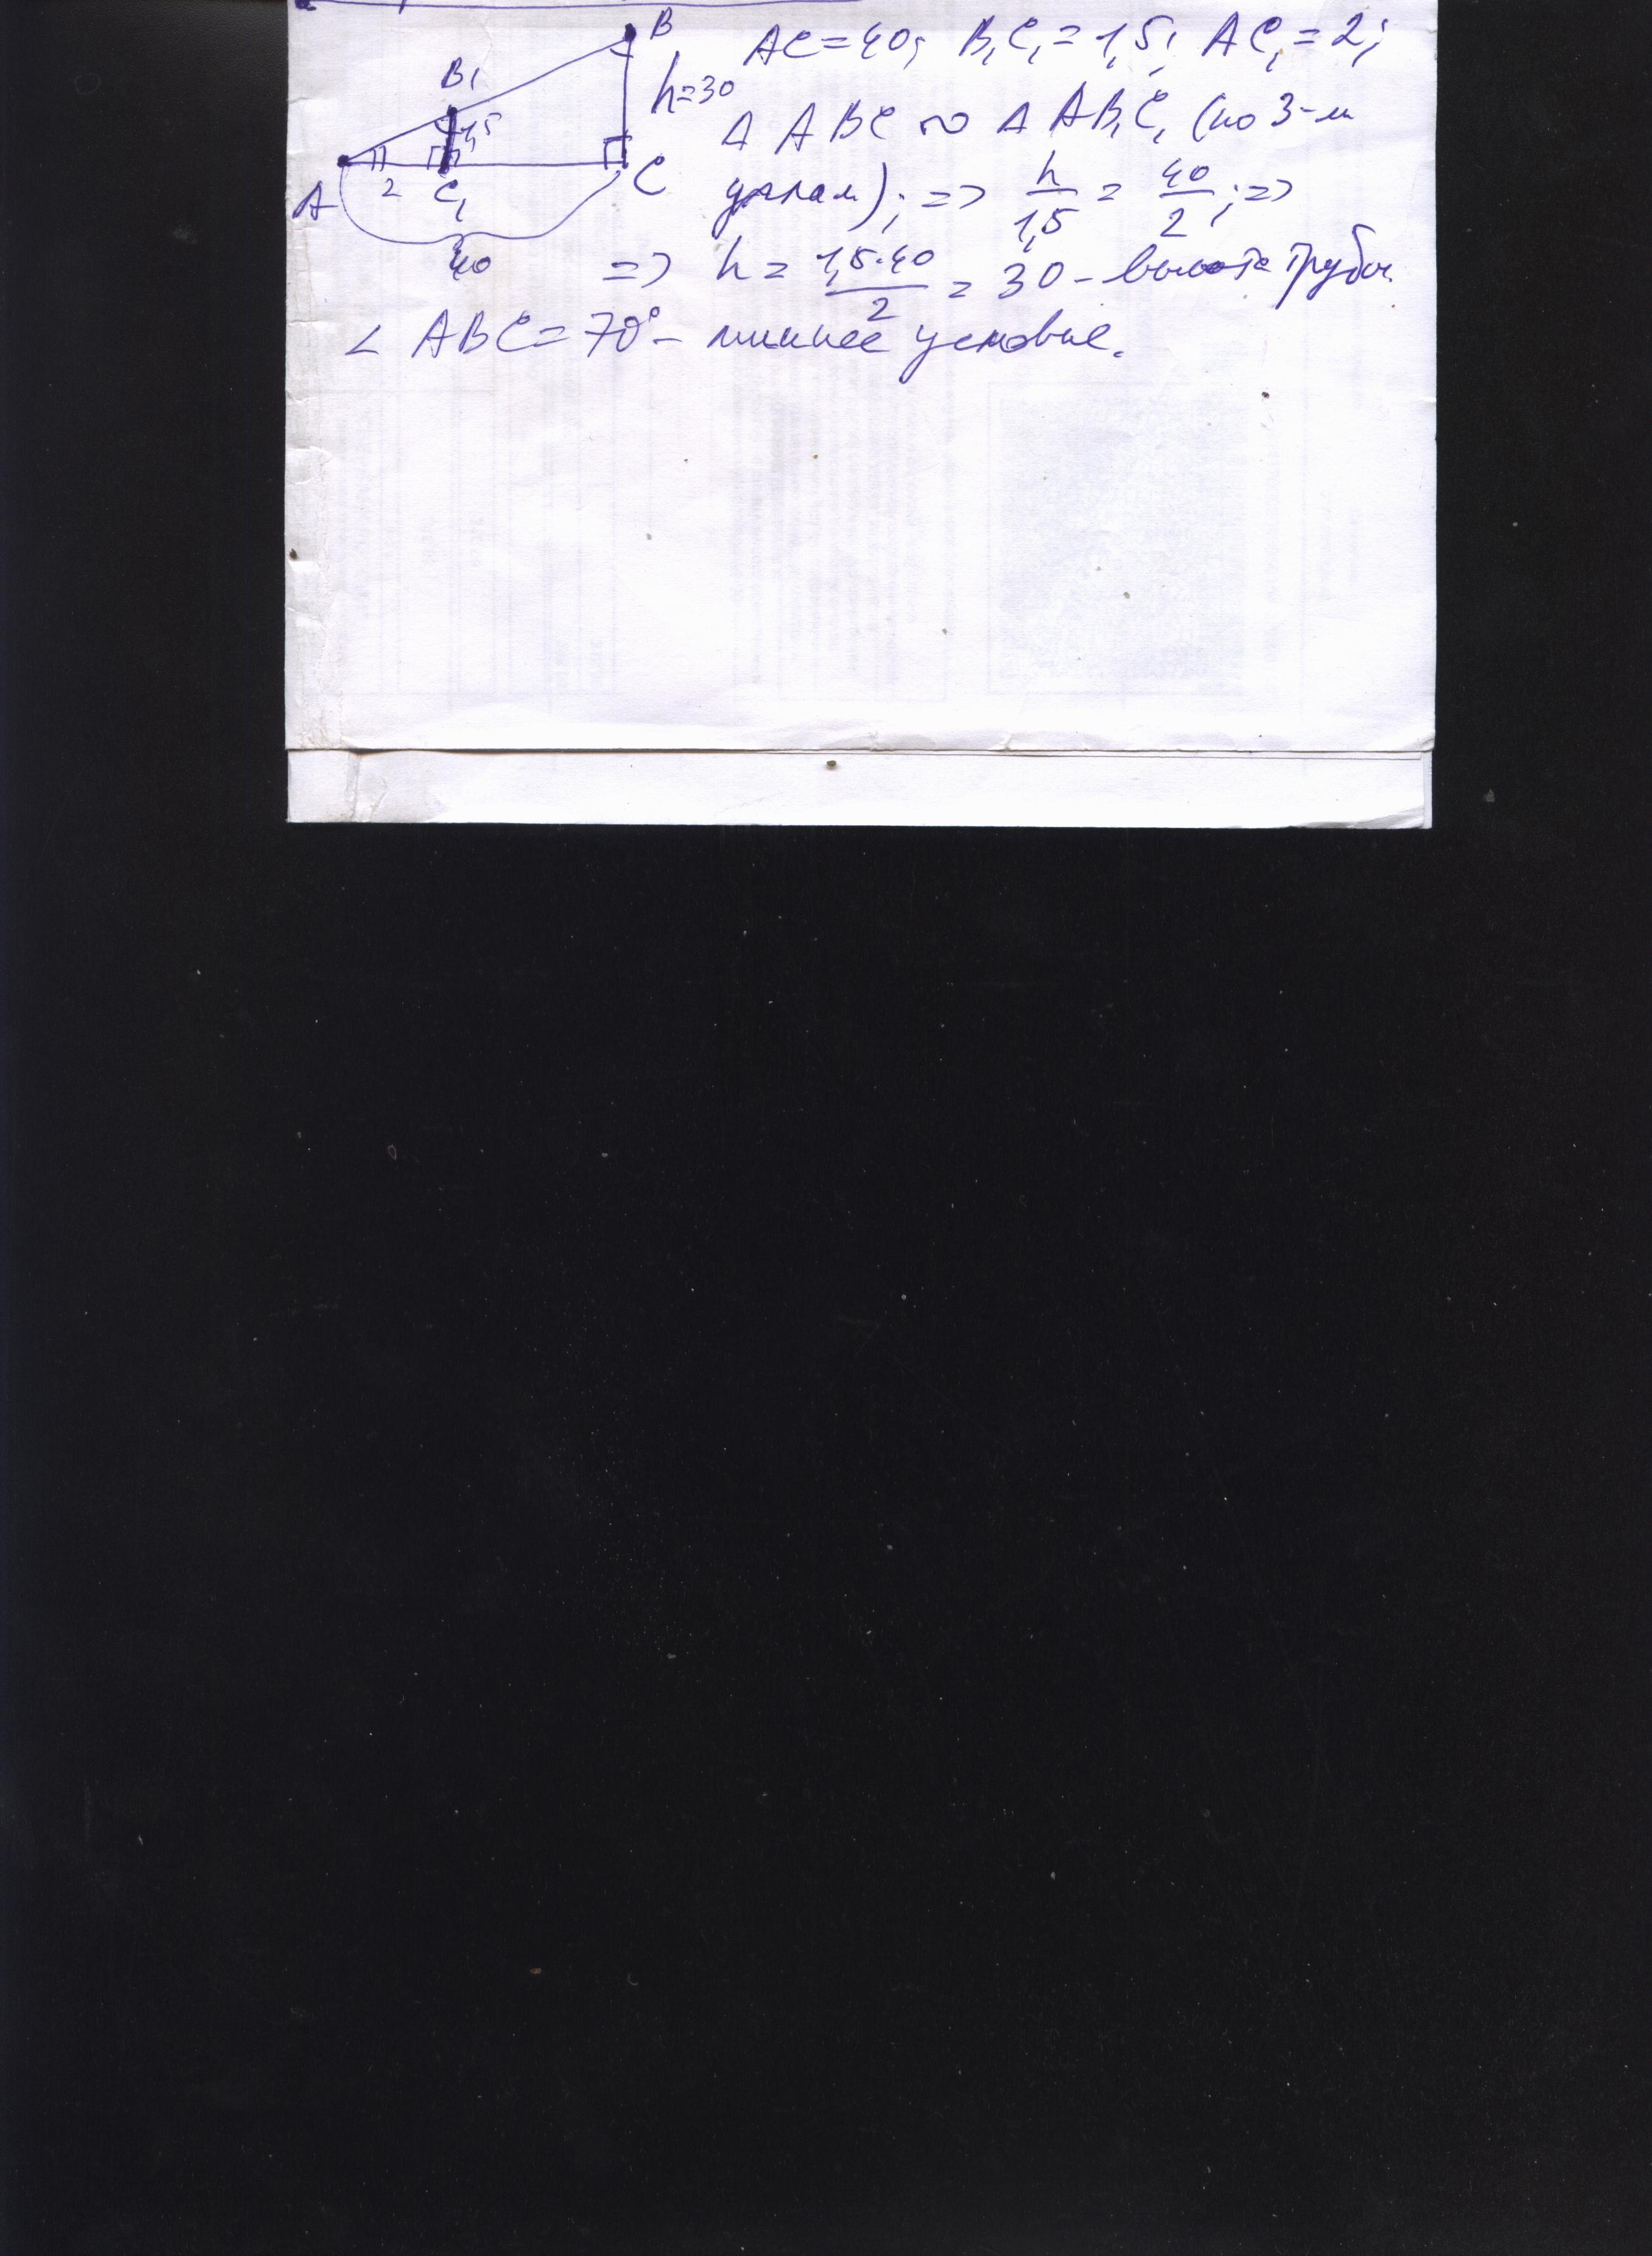 B
AC=40; B₁C₁=1,5; AC₁=2;
B₁
h=30
1,5
Δ ABC ∾ Δ AB₁C₁ (по 3-м
A 2 C₁ C
углам); => h/1,5 = 40/2; =>
40
=> h = 1,5·40/2 = 30 - высота трубы.
∠ ABC = 70° - лишнее условие.